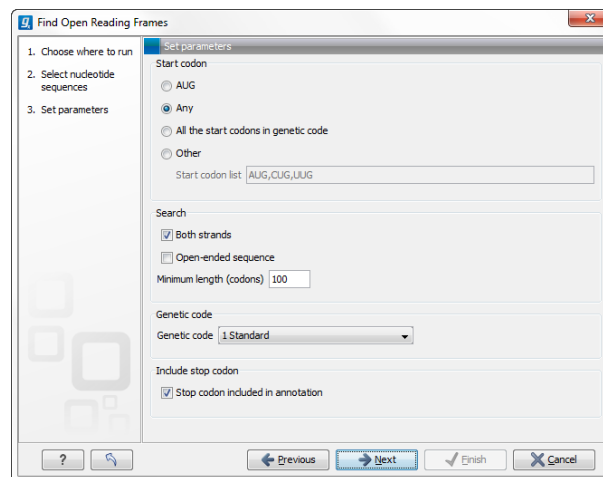 Find Open Reading Frames
1. Choose where to run
2. Select nucleotide
sequences
3. Set parameters
Set parameters
Start codon
AUG
Any
All the start codons in genetic code
Other
Start codon list AUG,CUG,UUG
Search
Both strands
Open-ended sequence
Minimum length (codons) 100
Genetic code
Genetic code 1 Standard
Include stop codon
Stop codon included in annotation
? Previous Next Finish Cancel